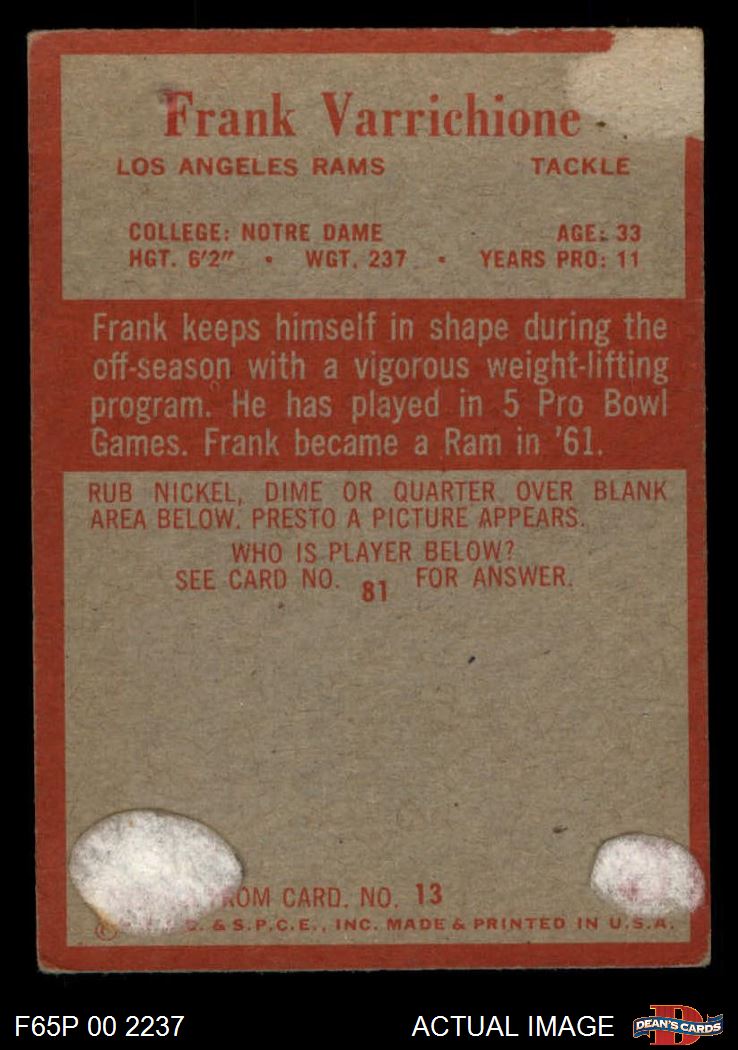 Frank Varrichione
LOS ANGELES RAMS TACKLE
COLLEGE: NOTRE DAME AGE: 33
HGT. 6'2" • WGT. 237 • YEARS PRO: 11
Frank keeps himself in shape during the
off-season with a vigorous weight-lifting
program. He has played in 5 Pro Bowl
Games. Frank became a Ram in '61.
RUB NICKEL, DIME OR QUARTER OVER BLANK
AREA BELOW. PRESTO A PICTURE APPEARS.
WHO IS PLAYER BELOW?
SEE CARD NO. 81 FOR ANSWER.
CARD. NO. 13
& S.P.C.E., INC. MADE & PRINTED IN U.S.A.
F65P 00 2237 ACTUAL IMAGE DEAN'S CARDS